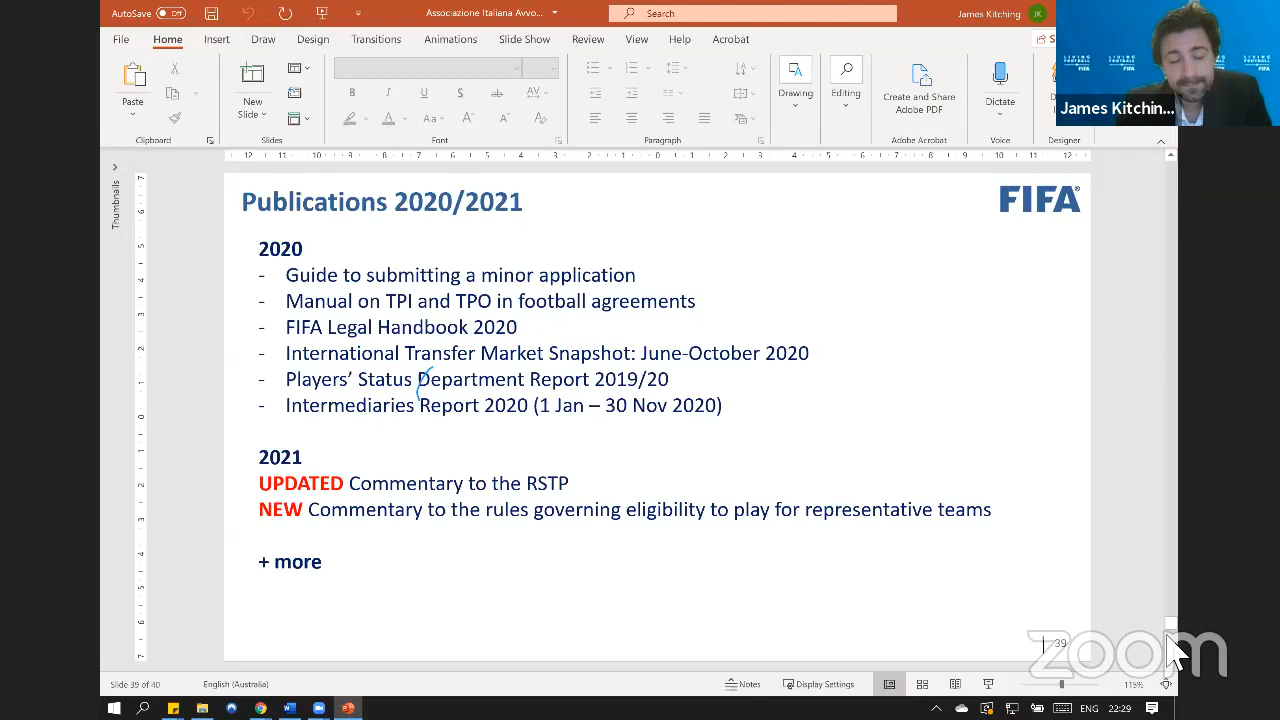 AutoSave Off
Associazione Italiana Avvo...
Search
James Kitching JK
File Home Insert Draw Design Transitions Animations Slide Show Review View Help Acrobat
Paste
New Slide
Drawing
Editing
Create and Share Adobe PDF
Dictate
Clipboard Slides Font Paragraph Adobe Acrobat Voice Designer
LIVING FOOTBALL FIFA
James Kitchin...
Thumbnails
Publications 2020/2021
FIFA
2020
- Guide to submitting a minor application
- Manual on TPI and TPO in football agreements
- FIFA Legal Handbook 2020
- International Transfer Market Snapshot: June-October 2020
- Players’ Status Department Report 2019/20
- Intermediaries Report 2020 (1 Jan – 30 Nov 2020)
2021
UPDATED Commentary to the RSTP
NEW Commentary to the rules governing eligibility to play for representative teams
+ more
39
zoom
Slide 39 of 40 English (Australia) Notes Display Settings 115%
ENG 22:29